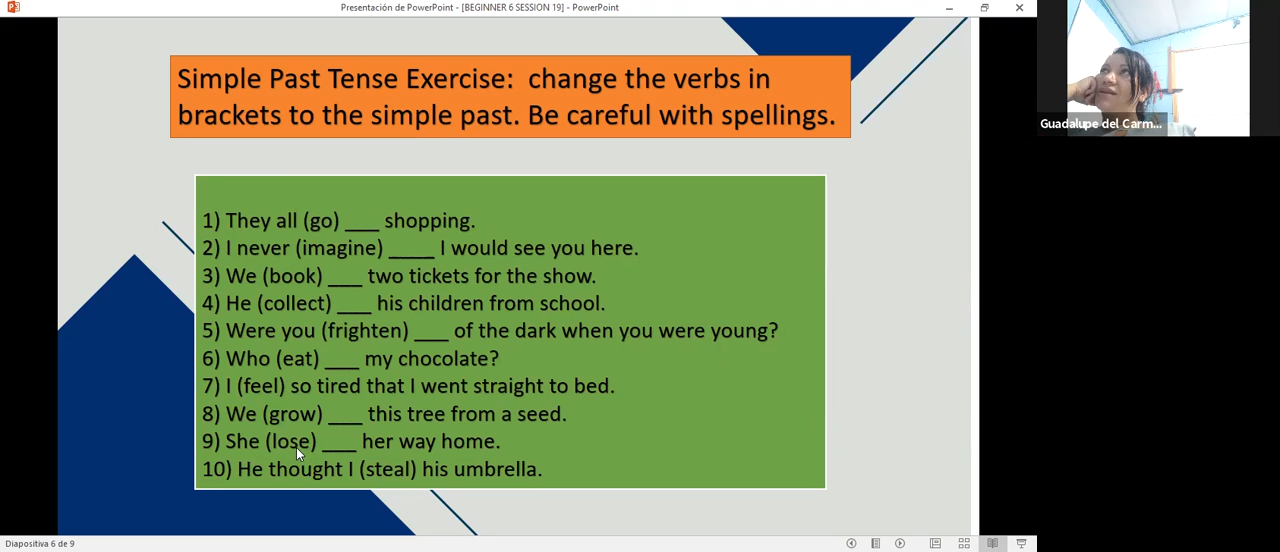 Presentación de PowerPoint - [BEGINNER 6 SESSION 19] - PowerPoint
Simple Past Tense Exercise:  change the verbs in
brackets to the simple past. Be careful with spellings.
Guadalupe del Carm...
1) They all (go) ___ shopping.
2) I never (imagine) ____ I would see you here.
3) We (book) ___ two tickets for the show.
4) He (collect) ___ his children from school.
5) Were you (frighten) ___ of the dark when you were young?
6) Who (eat) ___ my chocolate?
7) I (feel) so tired that I went straight to bed.
8) We (grow) ___ this tree from a seed.
9) She (lose) ___ her way home.
10) He thought I (steal) his umbrella.
Diapositiva 6 de 9